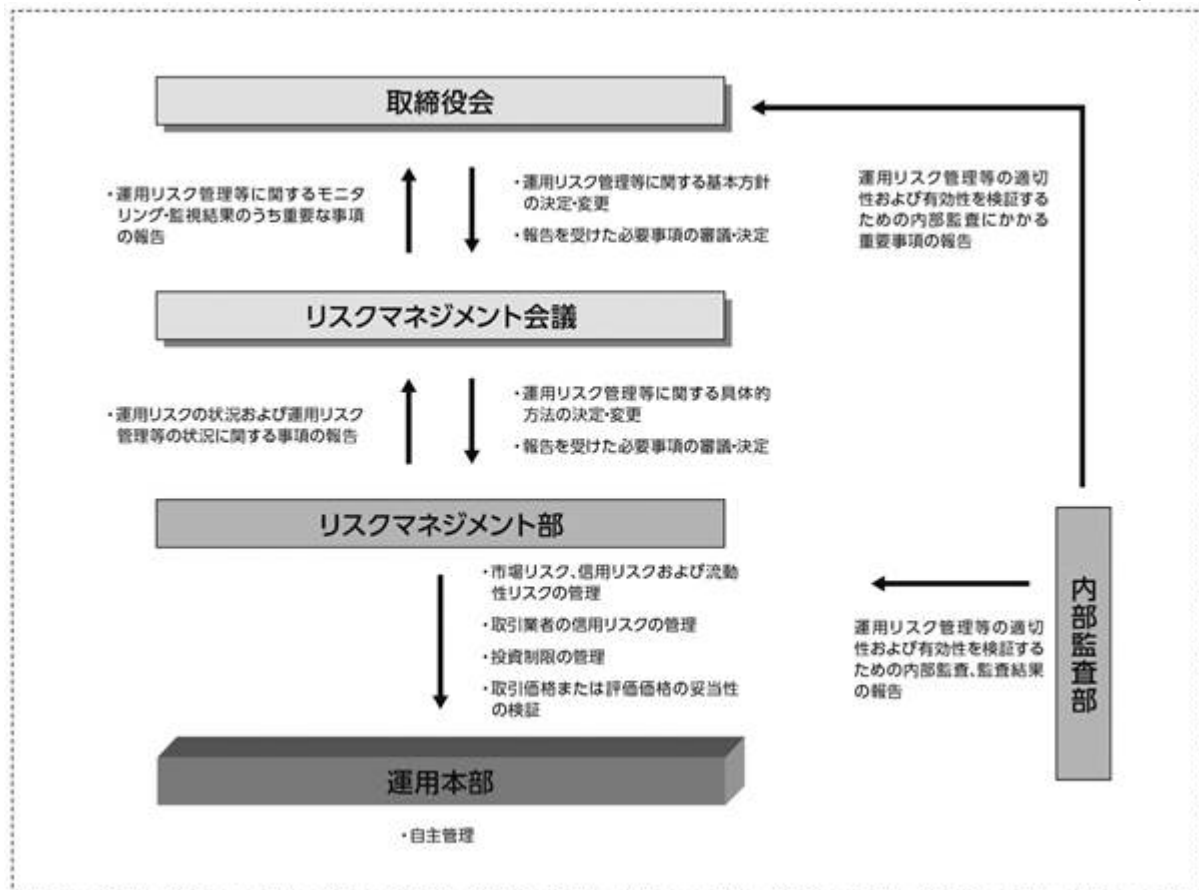 取締役会
・運用リスク管理等に関するモニタ
リング・監視結果のうち重要な事項
の報告
・運用リスク管理等に関する基本方針
の決定・変更
・報告を受けた必要事項の審議・決定
運用リスク管理等の適切
性および有効性を検証する
ための内部監査にかかる
重要事項の報告
リスクマネジメント会議
・運用リスクの状況および運用リスク
管理等の状況に関する事項の報告
・運用リスク管理等に関する具体的
方法の決定・変更
・報告を受けた必要事項の審議・決定
リスクマネジメント部
・市場リスク、信用リスクおよび流動
性リスクの管理
・取引業者の信用リスクの管理
・投資制限の管理
・取引価格または評価価格の妥当性
の検証
運用リスク管理等の適切
性および有効性を検証する
ための内部監査、監査結果
の報告
内部監査部
運用本部
・自主管理